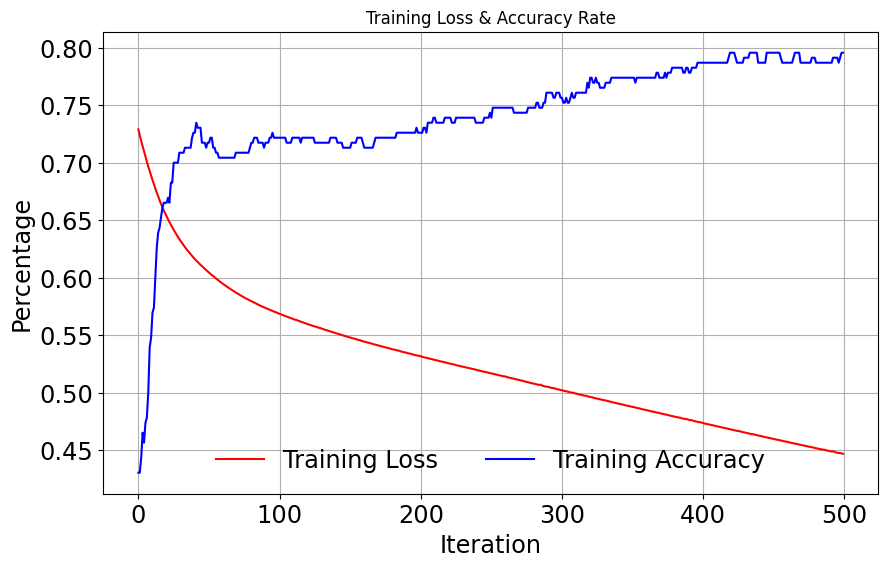 Training Loss & Accuracy Rate
0.80
0.75
0.70
0.65
0.60
0.55
0.50
0.45
Percentage
Training Loss
Training Accuracy
0
100
200
300
400
500
Iteration